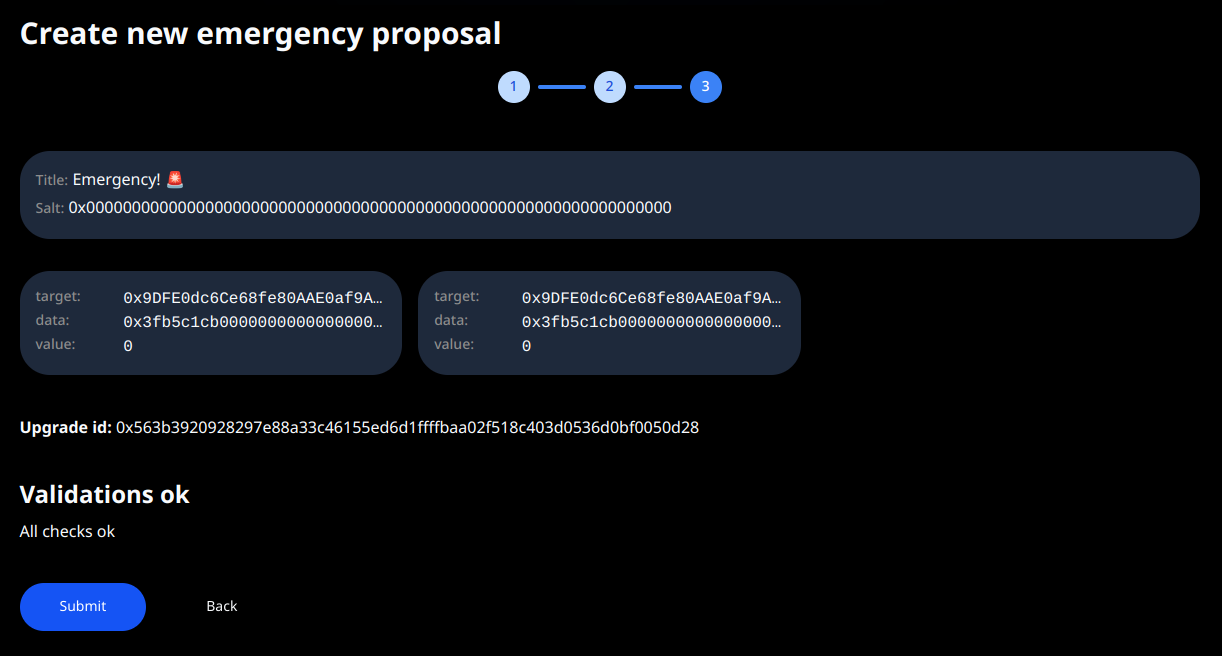 Create new emergency proposal
1 2 3
Title: Emergency! 🚨
Salt: 0x0000000000000000000000000000000000000000000000000000000000000000
target: 0x9DFE0dc6Ce68fe80AAE0af9A…
data: 0x3fb5c1cb0000000000000000…
value: 0
target: 0x9DFE0dc6Ce68fe80AAE0af9A…
data: 0x3fb5c1cb0000000000000000…
value: 0
Upgrade id: 0x563b3920928297e88a33c46155ed6d1ffffbaa02f518c403d0536d0bf0050d28
Validations ok
All checks ok
Submit Back